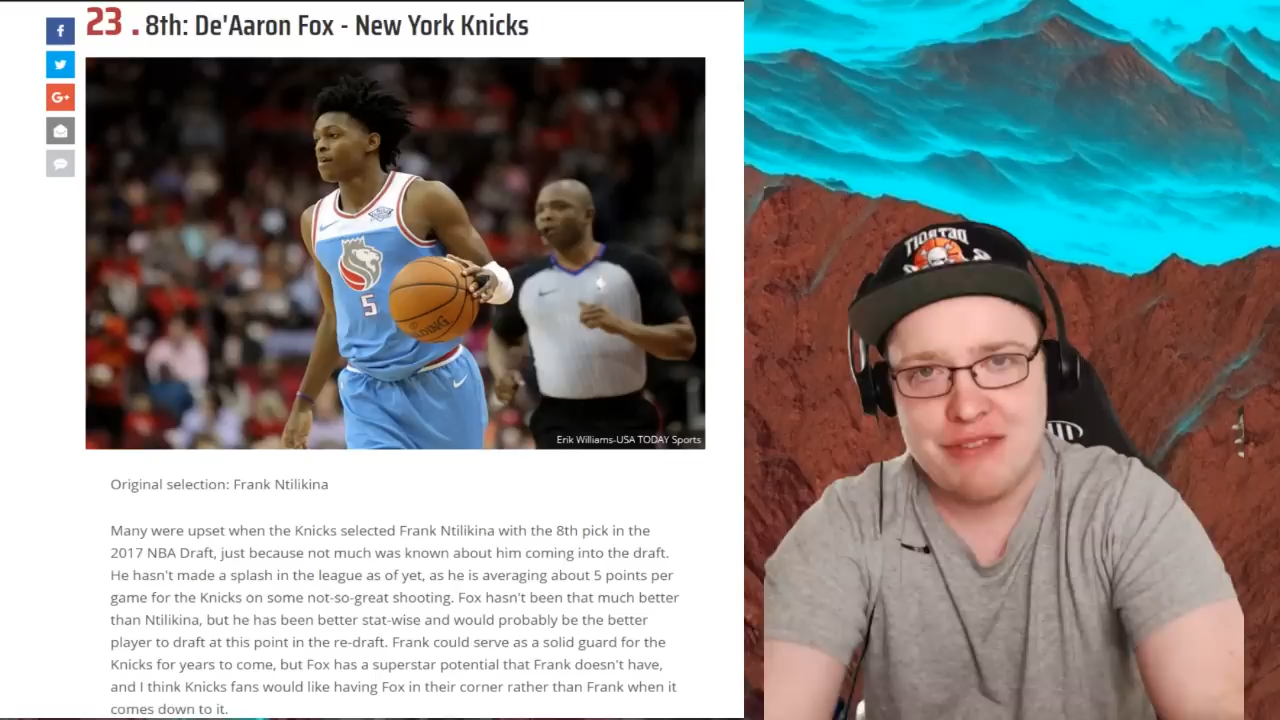 23 . 8th: De'Aaron Fox - New York Knicks
f
G+
5
SPALDING
Erik Williams-USA TODAY Sports
DETROIT
Original selection: Frank Ntilikina
Many were upset when the Knicks selected Frank Ntilikina with the 8th pick in the
2017 NBA Draft, just because not much was known about him coming into the draft.
He hasn't made a splash in the league as of yet, as he is averaging about 5 points per
game for the Knicks on some not-so-great shooting. Fox hasn't been that much better
than Ntilikina, but he has been better stat-wise and would probably be the better
player to draft at this point in the re-draft. Frank could serve as a solid guard for the
Knicks for years to come, but Fox has a superstar potential that Frank doesn't have,
and I think Knicks fans would like having Fox in their corner rather than Frank when it
comes down to it.